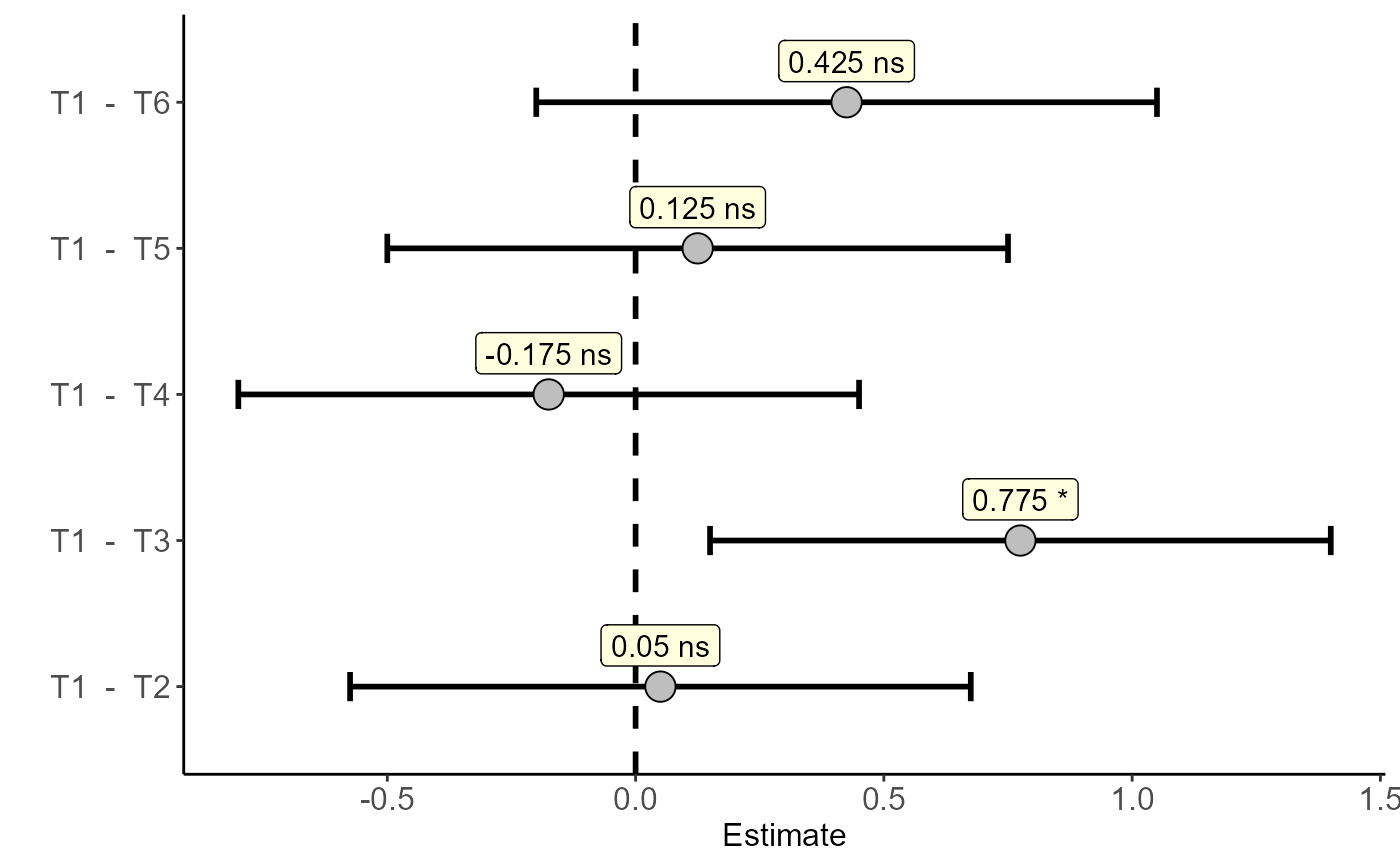 0.425 ns
T1 - T6
0.125 ns
T1 - T5
-0.175 ns
T1 - T4
0.775 *
T1 - T3
0.05 ns
T1 - T2
-0.5 0.0 0.5 1.0 1.5
Estimate